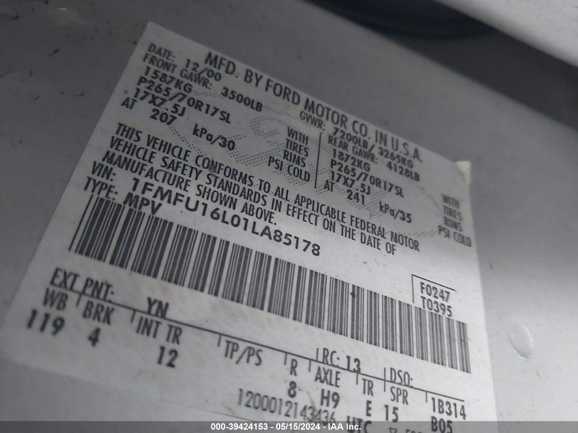 MFD. BY FORD MOTOR CO. IN U.S.A.
DATE: 12/00 GVWR: 7200LB/ 3265KG
FRONT GAWR: 3500LB REAR GAWR: 4128LB
1587KG WITH 1872KG WITH
P265/70R17SL TIRES P265/70R17SL TIRES
17X7.5J RIMS 17X7.5J RIMS
AT 207 kPa/30 PSI COLD AT 241 kPa/35 PSI COLD
THIS VEHICLE CONFORMS TO ALL APPLICABLE FEDERAL MOTOR
VEHICLE SAFETY STANDARDS IN EFFECT ON THE DATE OF
MANUFACTURE SHOWN ABOVE.
VIN: 1FMFU16L01LA85178
TYPE: MPV
F0247
T0395
EXT PNT: YN RC: 13 DSO:
WB BRK INT TR TP/PS R AXLE TR SPR 1B314
119 4 12 8 H9 E 15 B05
1200012143436
000-39424153 - 05/15/2024 - IAA, Inc.